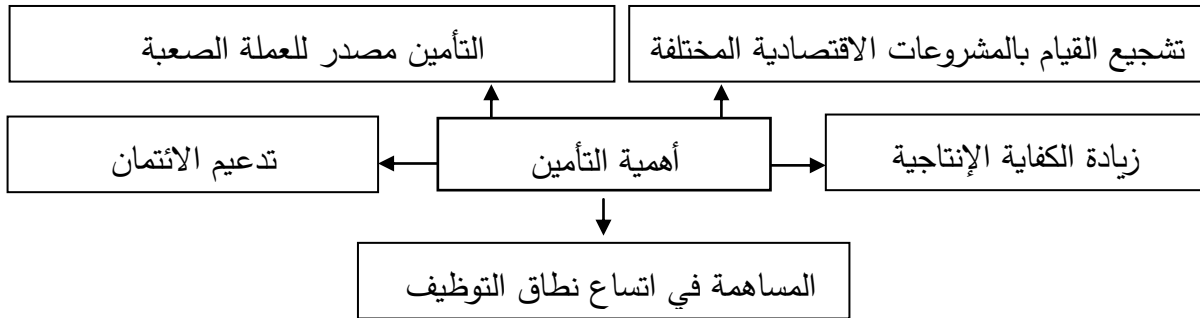 تشجيع القيام بالمشروعات الاقتصادية المختلفة
التأمين مصدر للعملة الصعبة
زيادة الكفاية الإنتاجية
أهمية التأمين
تدعيم الائتمان
المساهمة في اتساع نطاق التوظيف